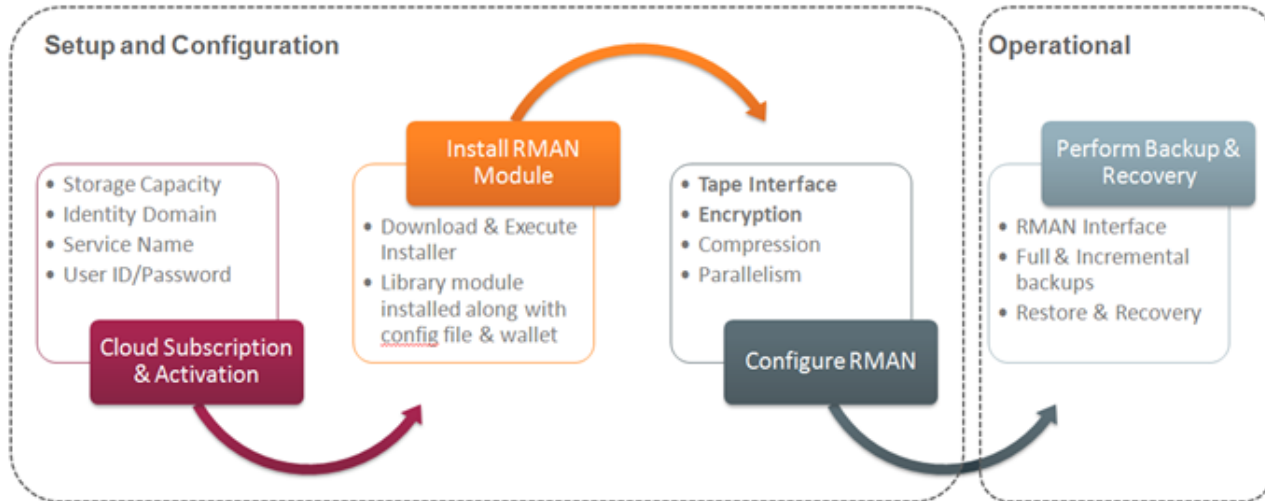 Setup and Configuration
Operational
• Storage Capacity
• Identity Domain
• Service Name
• User ID/Password
Cloud Subscription
& Activation
Install RMAN
Module
• Download & Execute
Installer
• Library module
installed along with
config file & wallet
• Tape Interface
• Encryption
• Compression
• Parallelism
Configure RMAN
Perform Backup &
Recovery
• RMAN Interface
• Full & Incremental
backups
• Restore & Recovery